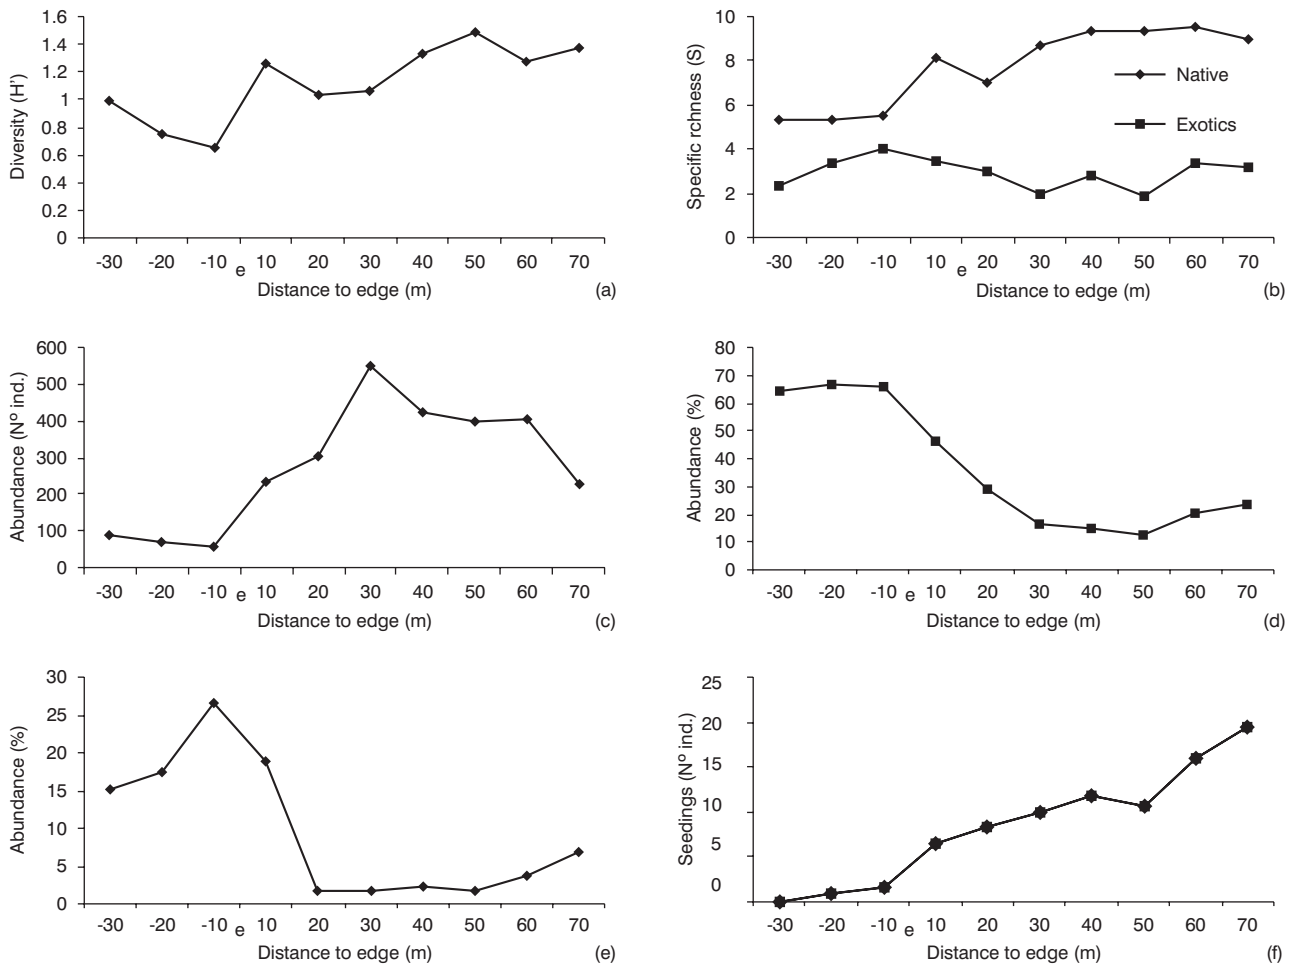 Diversity (H')
1.6
1.4
1.2
1
0.8
0.6
0.4
0.2
0
-30 -20 -10 e 10 20 30 40 50 60 70
Distance to edge (m)
(a)
Specific rchness (S)
10
8
6
4
2
0
Native
Exotics
-30 -20 -10 10 e 20 30 40 50 60 70
Distance to edge (m)
(b)
Abundance (Nº ind.)
600
500
400
300
200
100
0
-30 -20 -10 e 10 20 30 40 50 60 70
Distance to edge (m)
(c)
Abundance (%)
80
70
60
50
40
30
20
10
0
-30 -20 -10 e 10 20 30 40 50 60 70
Distance to edge (m)
(d)
Abundance (%)
30
25
20
15
10
5
0
-30 -20 -10 e 10 20 30 40 50 60 70
Distance to edge (m)
(e)
Seedings (Nº ind.)
25
20
15
10
5
0
-30 -20 -10 e 10 20 30 40 50 60 70
Distance to edge (m)
(f)